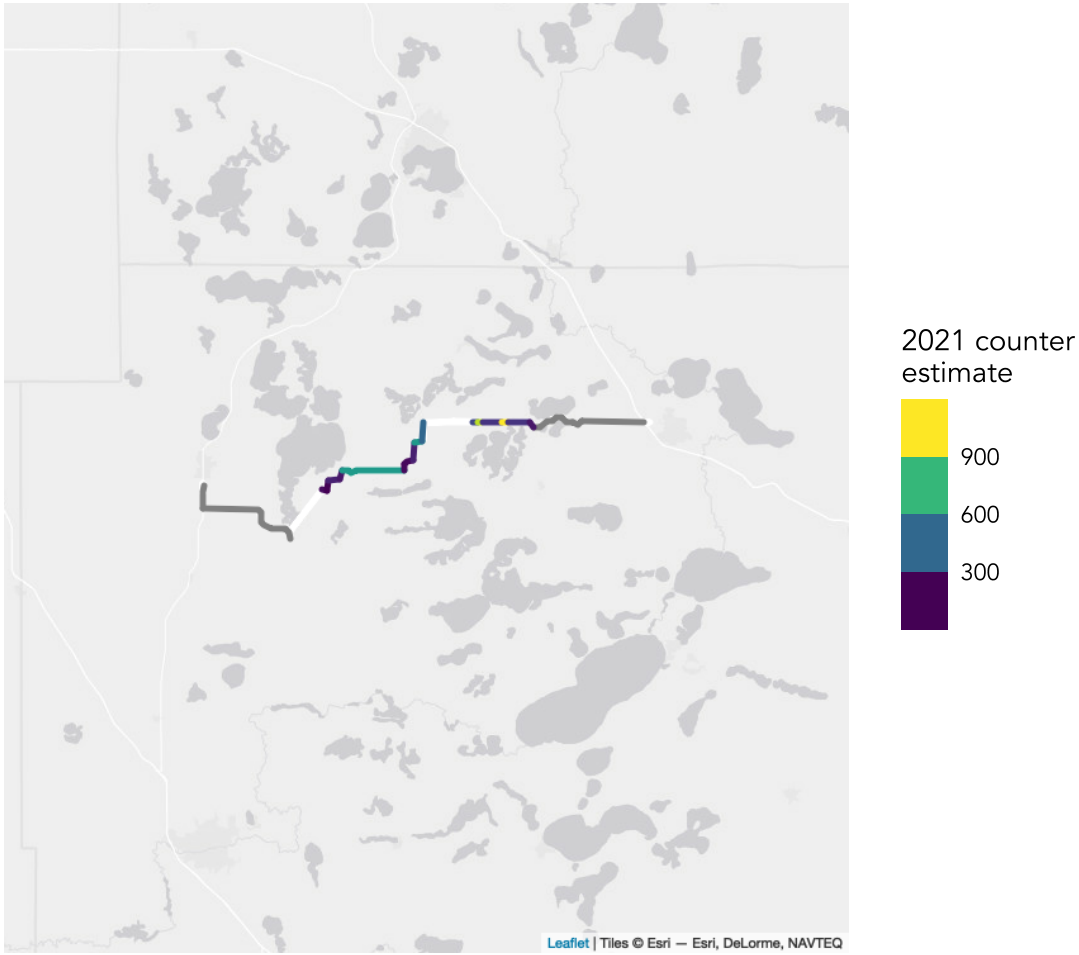 2021 counter
estimate
900
600
300
Leaflet | Tiles © Esri — Esri, DeLorme, NAVTEQ